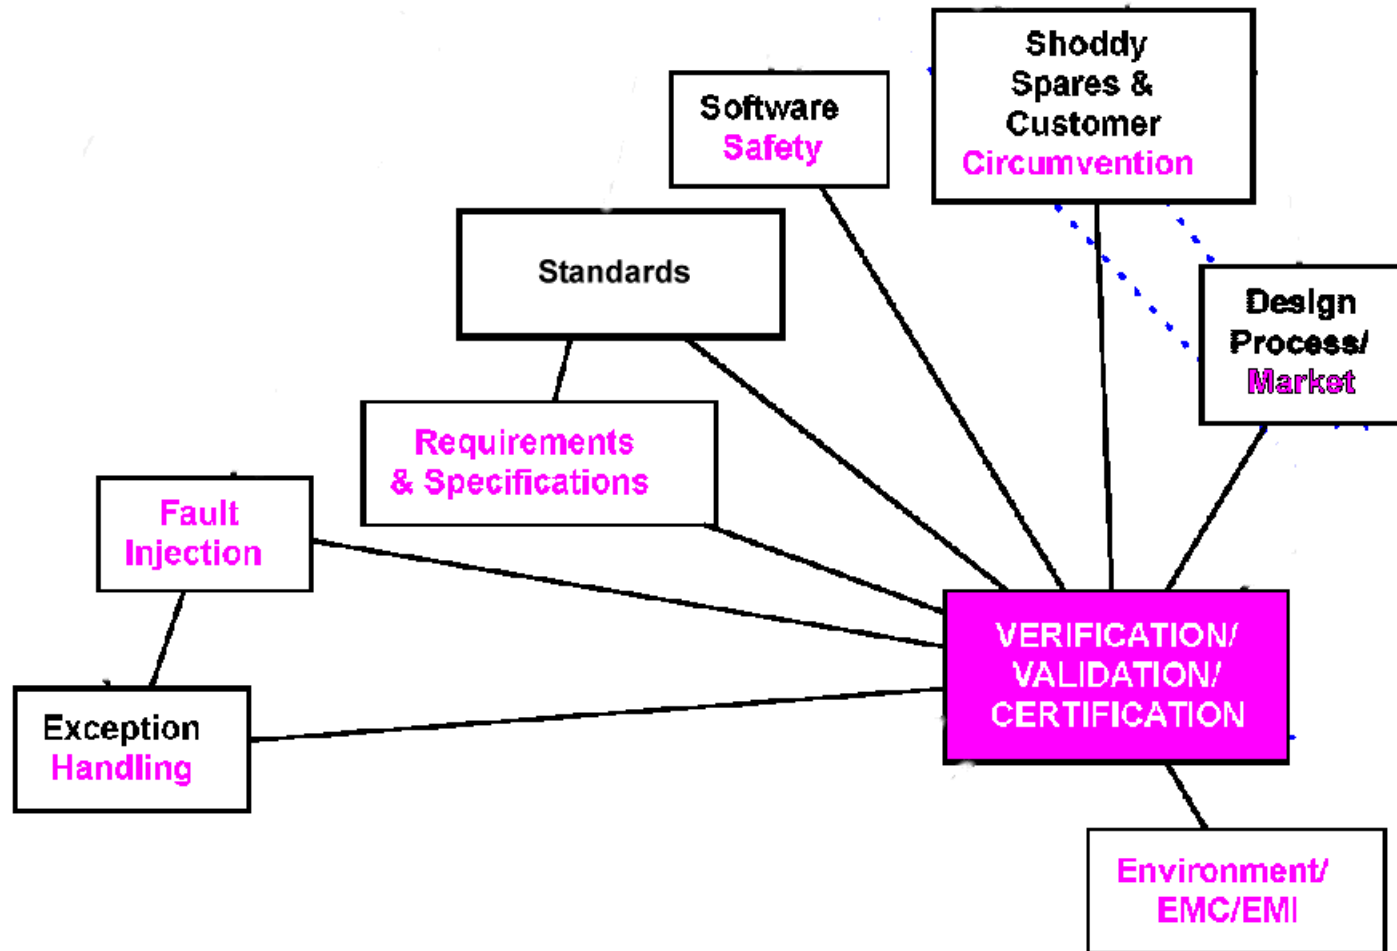 Shoddy
Spares &
Customer
Circumvention
Software
Safety
Standards
Design
Process/
Market
Requirements
& Specifications
Fault
Injection
VERIFICATION/
VALIDATION/
CERTIFICATION
Exception
Handling
Environment/
EMC/EMI